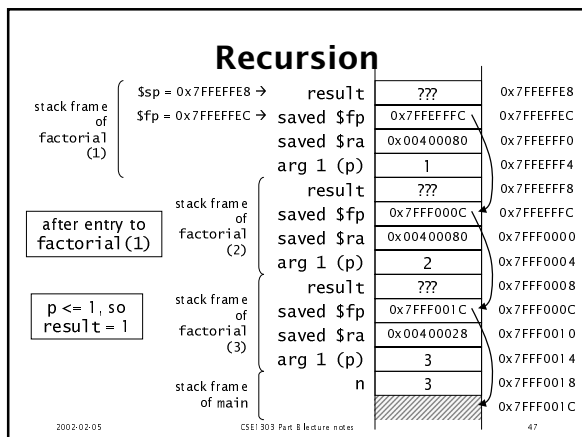 Recursion
$sp = 0x7FFEFFE8 → result ??? 0x7FFEFFE8
$fp = 0x7FFEFFEC → saved $fp 0x7FFEFFFC 0x7FFEFFEC
saved $ra 0x00400080 0x7FFEFFF0
arg 1 (p) 1 0x7FFEFFF4
stack frame
of
factorial
(1)
result ??? 0x7FFEFFF8
saved $fp 0x7FFF000C 0x7FFEFFFC
saved $ra 0x00400080 0x7FFF0000
arg 1 (p) 2 0x7FFF0004
stack frame
of
factorial
(2)
after entry to
factorial(1)
result ??? 0x7FFF0008
saved $fp 0x7FFF001C 0x7FFF000C
saved $ra 0x00400028 0x7FFF0010
arg 1 (p) 3 0x7FFF0014
stack frame
of
factorial
(3)
p <= 1, so
result = 1
n 3 0x7FFF0018
0x7FFF001C
stack frame
of main
2002-02-05 CSE1303 Part B lecture notes 47